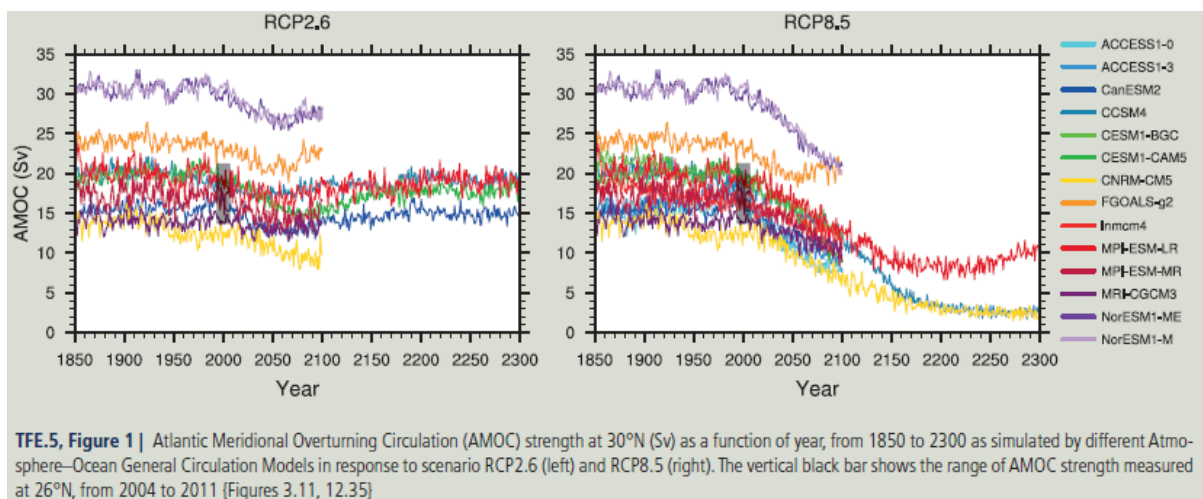 RCP2.6
RCP8.5
AMOC (Sv)
35
30
25
20
15
10
5
0
1850 1900 1950 2000 2050 2100 2150 2200 2250 2300
Year
35
30
25
20
15
10
5
0
1850 1900 1950 2000 2050 2100 2150 2200 2250 2300
Year
ACCESS1-0
ACCESS1-3
CanESM2
CCSM4
CESM1-BGC
CESM1-CAM5
CNRM-CM5
FGOALS-g2
Inmcm4
MPI-ESM-LR
MPI-ESM-MR
MRI-CGCM3
NorESM1-ME
NorESM1-M
TFE.5, Figure 1 | Atlantic Meridional Overturning Circulation (AMOC) strength at 30°N (Sv) as a function of year, from 1850 to 2300 as simulated by different Atmo-
sphere–Ocean General Circulation Models in response to scenario RCP2.6 (left) and RCP8.5 (right). The vertical black bar shows the range of AMOC strength measured
at 26°N, from 2004 to 2011 {Figures 3.11, 12.35}